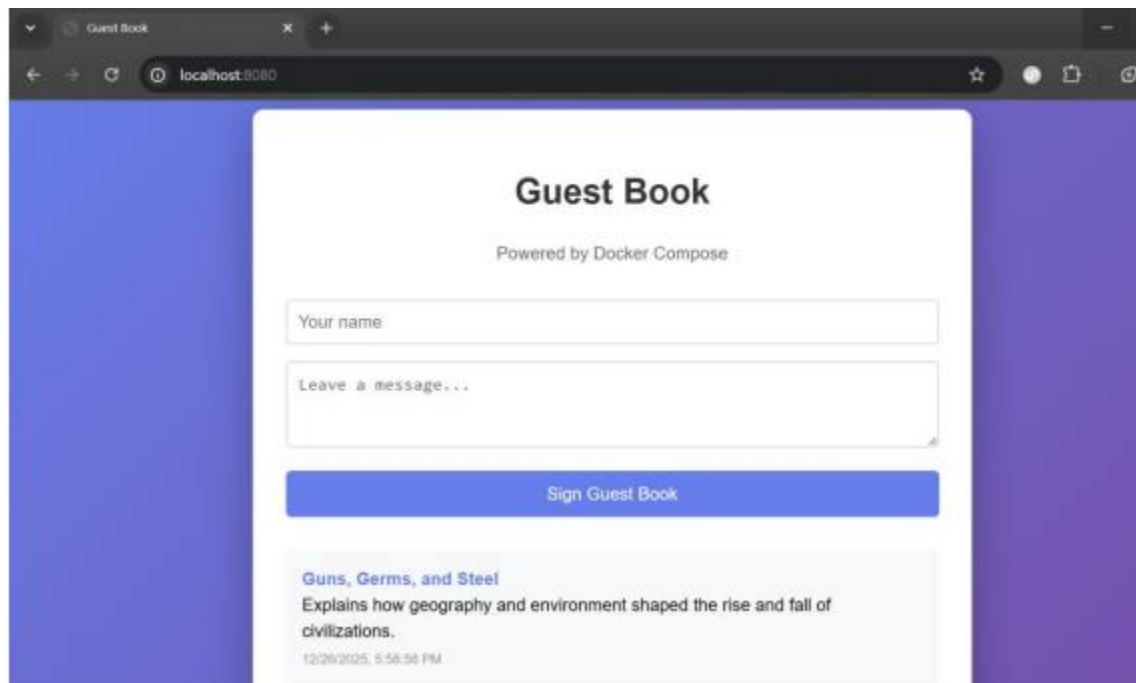 Guest Book
localhost:8080
Guest Book
Powered by Docker Compose
Your name
Leave a message...
Sign Guest Book
Guns, Germs, and Steel
Explains how geography and environment shaped the rise and fall of
civilizations.
12/26/2025, 5:56:56 PM